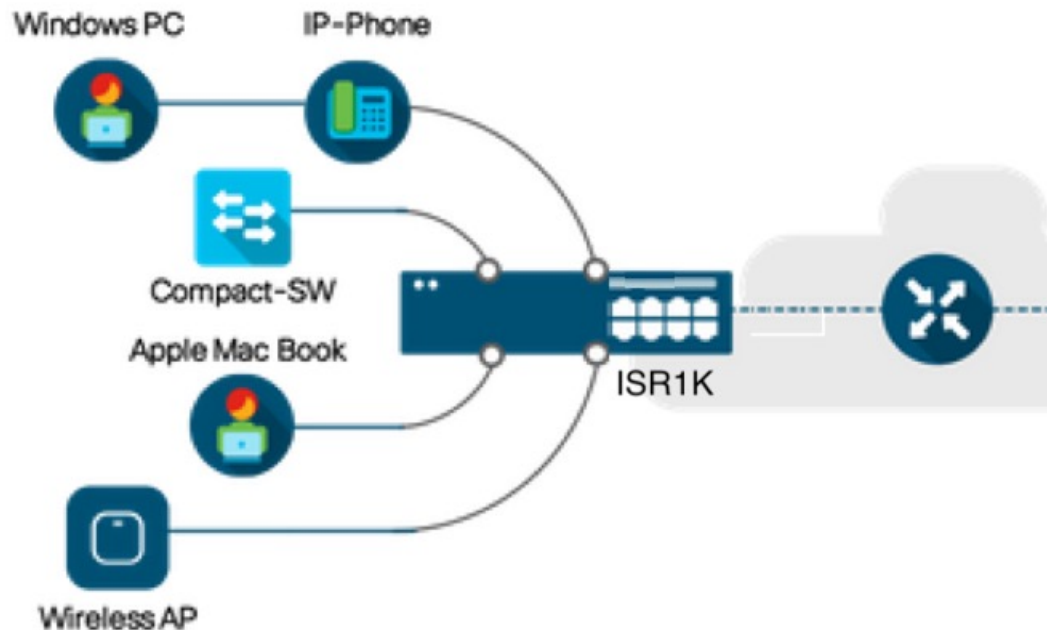 Windows PC
IP-Phone
Compact-SW
Apple Mac Book
ISR1K
Wireless AP